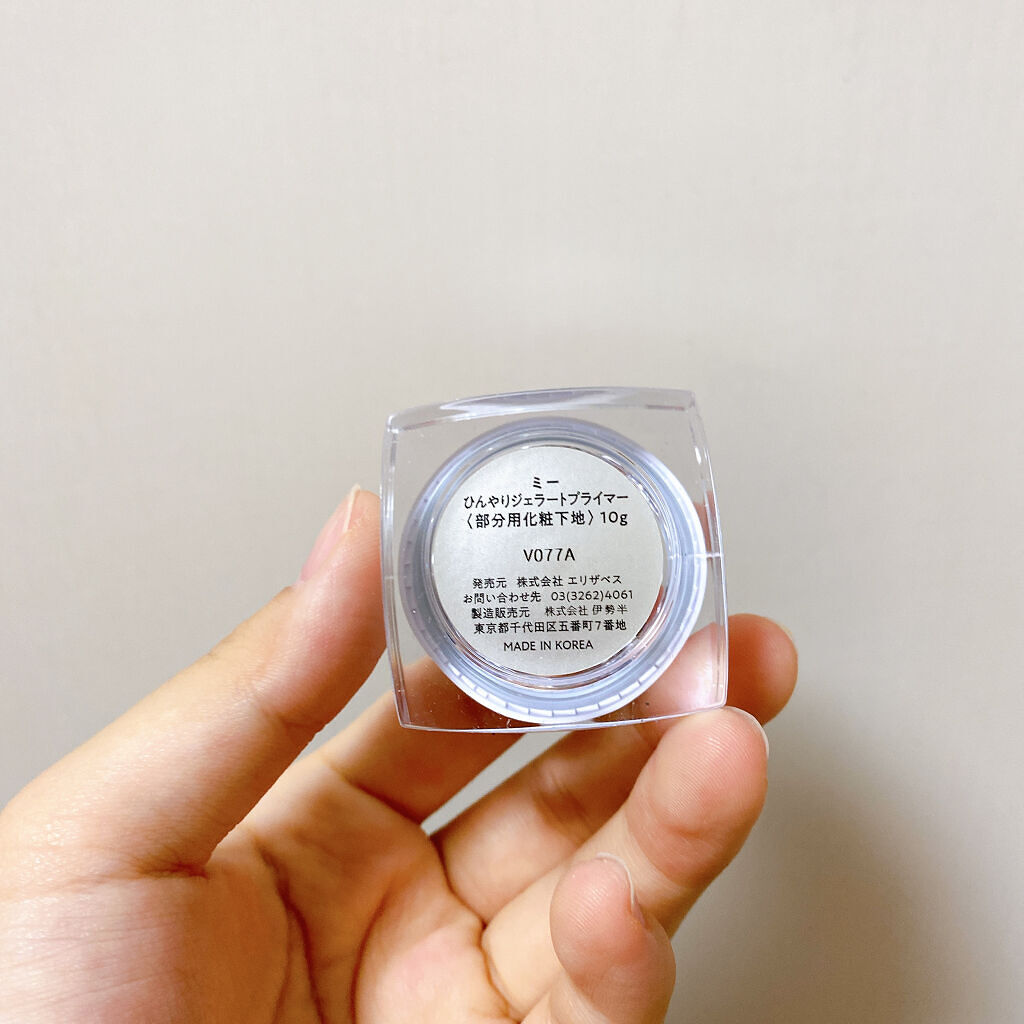 ミー
ひんやりジェラートプライマー
〈部分用化粧下地〉10g
V077A
発売元 株式会社 エリザベス
お問い合わせ先 03(3262)4061
製造販売元 株式会社 伊勢半
東京都千代田区五番町7番地
MADE IN KOREA